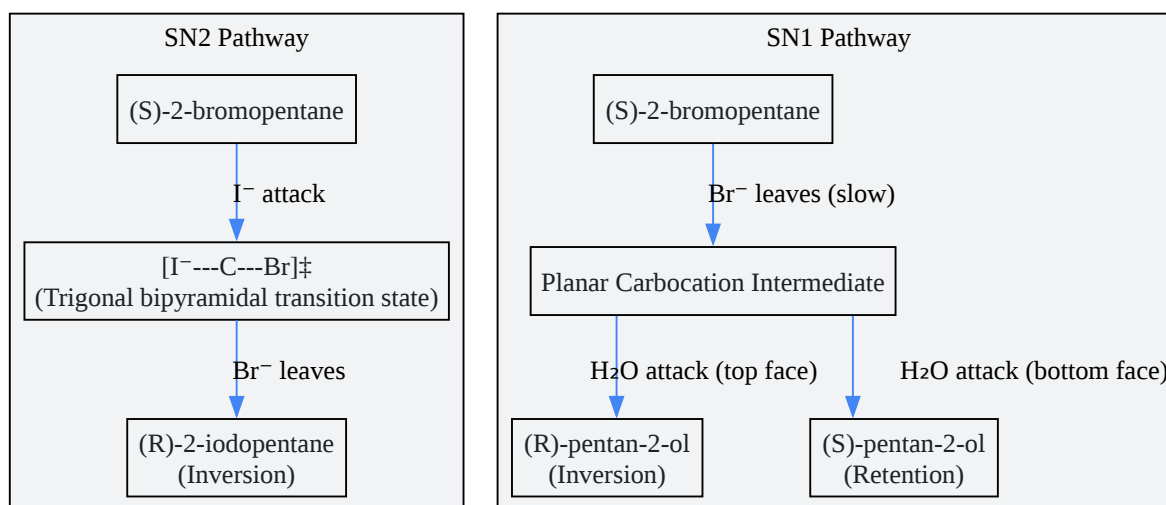 SN2 Pathway
(S)-2-bromopentane
I⁻ attack
[I⁻---C---Br]‡
(Trigonal bipyramidal transition state)
Br⁻ leaves
(R)-2-iodopentane
(Inversion)
SN1 Pathway
(S)-2-bromopentane
Br⁻ leaves (slow)
Planar Carbocation Intermediate
H₂O attack (top face)
H₂O attack (bottom face)
(R)-pentan-2-ol
(Inversion)
(S)-pentan-2-ol
(Retention)